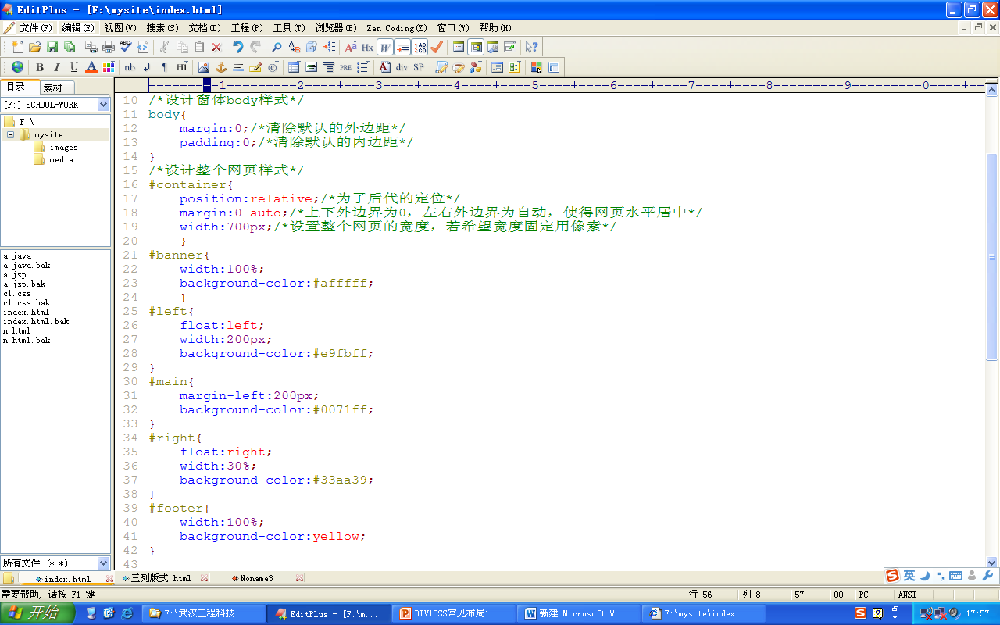 EditPlus - [F:\mysite\index.html]
文件(F) 编辑(E) 视图(V) 搜索(S) 文档(D) 工程(P) 工具(T) 浏览器(B) Zen Coding(Z) 窗口(W) 帮助(H)
B I U A nb ¶ HI PRE A div SP
目录 素材
[F:] SCHOOL-WORK
F:\
mysite
images
media
a.java
a.java.bak
a.jsp
a.jsp.bak
c1.css
c1.css.bak
index.html
index.html.bak
n.html
n.html.bak
所有文件 (*.*)
----+----1----+----2----+----3----+----4----+----5----+----6----+----7----+----8----+----9----+----0----+--
10 /*设计窗体body样式*/
11 body{
12 margin:0;/*清除默认的外边距*/
13 padding:0;/*清除默认的内边距*/
14 }
15 /*设计整个网页样式*/
16 #container{
17 position:relative;/*为了后代的定位*/
18 margin:0 auto;/*上下外边界为0，左右外边界为自动，使得网页水平居中*/
19 width:700px;/*设置整个网页的宽度，若希望宽度固定用像素*/
20 }
21 #banner{
22 width:100%;
23 background-color:#afffff;
24 }
25 #left{
26 float:left;
27 width:200px;
28 background-color:#e9fbff;
29 }
30 #main{
31 margin-left:200px;
32 background-color:#0071ff;
33 }
34 #right{
35 float:right;
36 width:30%;
37 background-color:#33aa39;
38 }
39 #footer{
40 width:100%;
41 background-color:yellow;
42 }
43
index.html 三列版式.html Noname3
英
需要帮助, 请按 F1 键 行 56 列 8 57 00 PC ANSI
开始 F:\武汉工程科技... EditPlus - [F:\m... DIV+CSS常见布局1... 新建 Microsoft W... F:\mysite\index.... 17:57